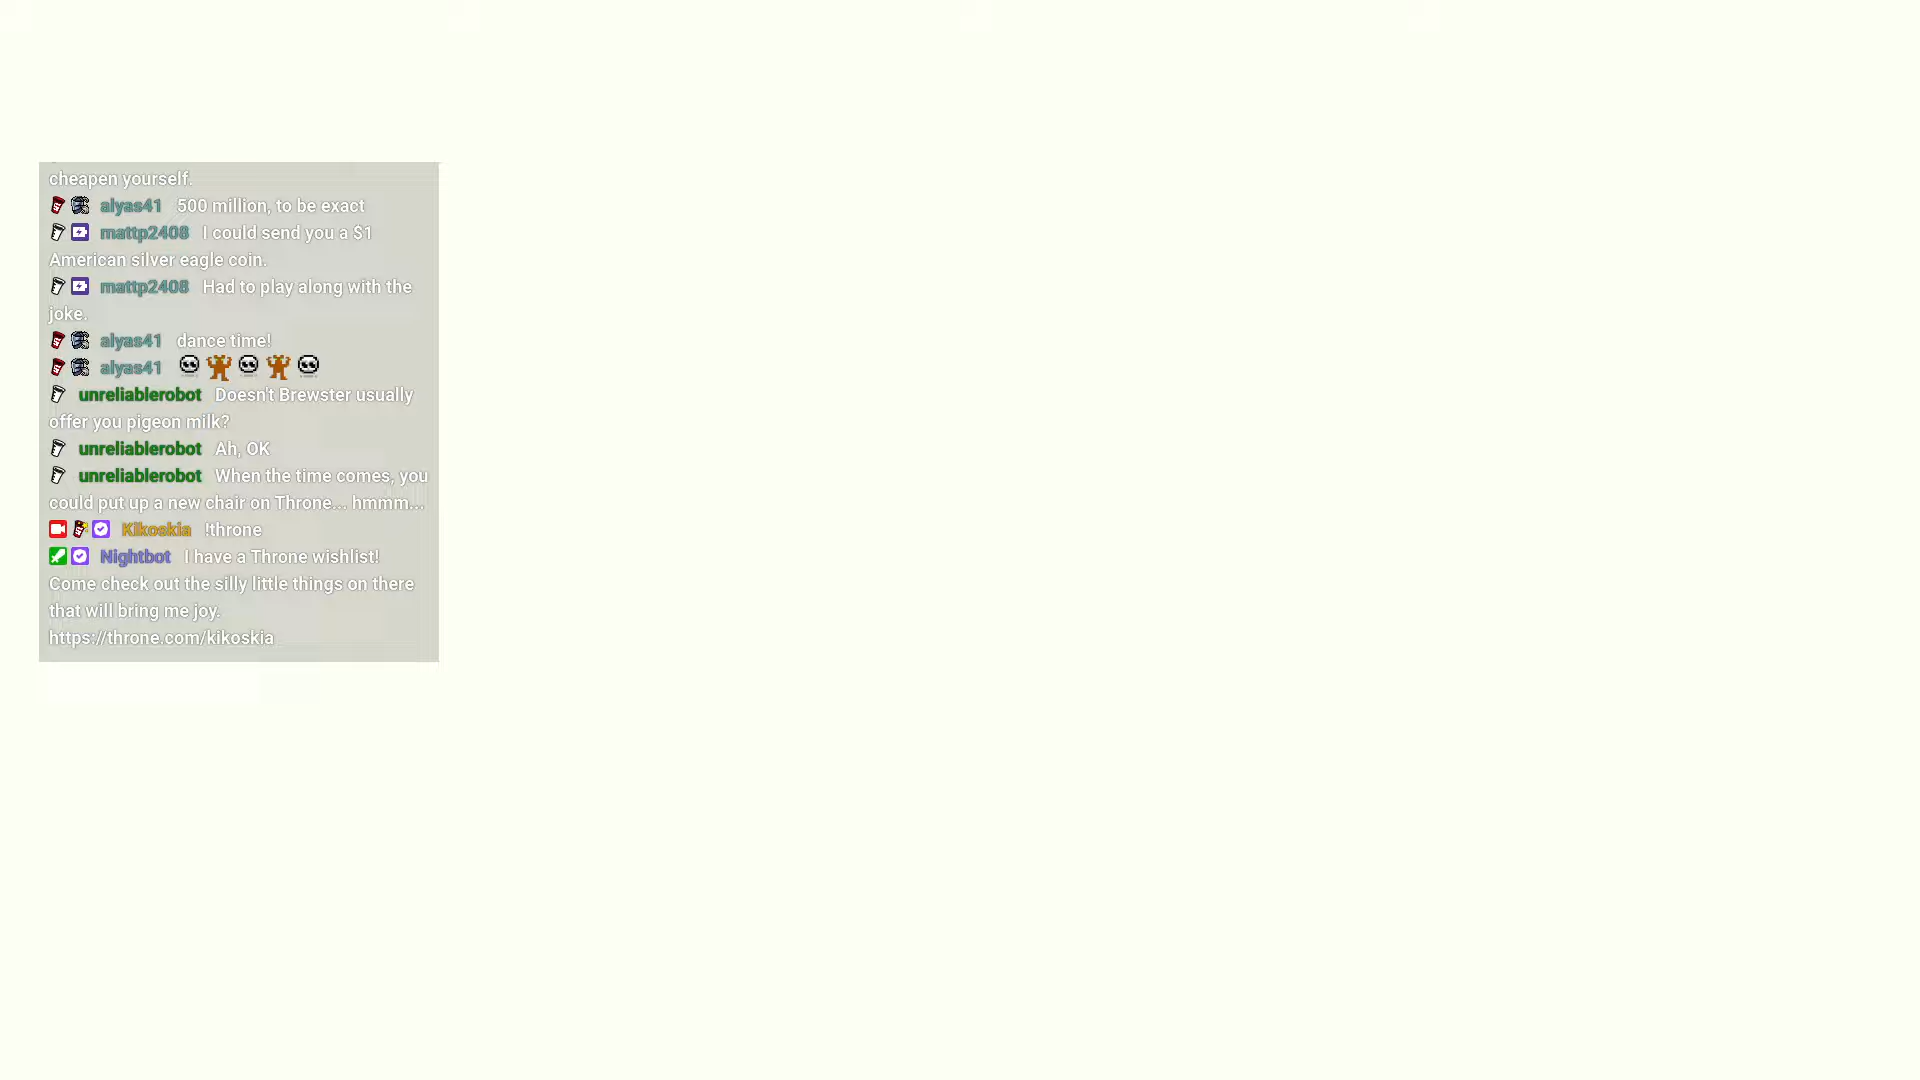 cheapen yourself.
alyas41 500 million, to be exact
mattp2408 I could send you a $1
American silver eagle coin.
mattp2408 Had to play along with the
joke.
alyas41 dance time!
alyas41
unreliablerobot Doesn't Brewster usually
offer you pigeon milk?
unreliablerobot Ah, OK
unreliablerobot When the time comes, you
could put up a new chair on Throne... hmmm...
Kikoskia !throne
Nightbot I have a Throne wishlist!
Come check out the silly little things on there
that will bring me joy.
https://throne.com/kikoskia